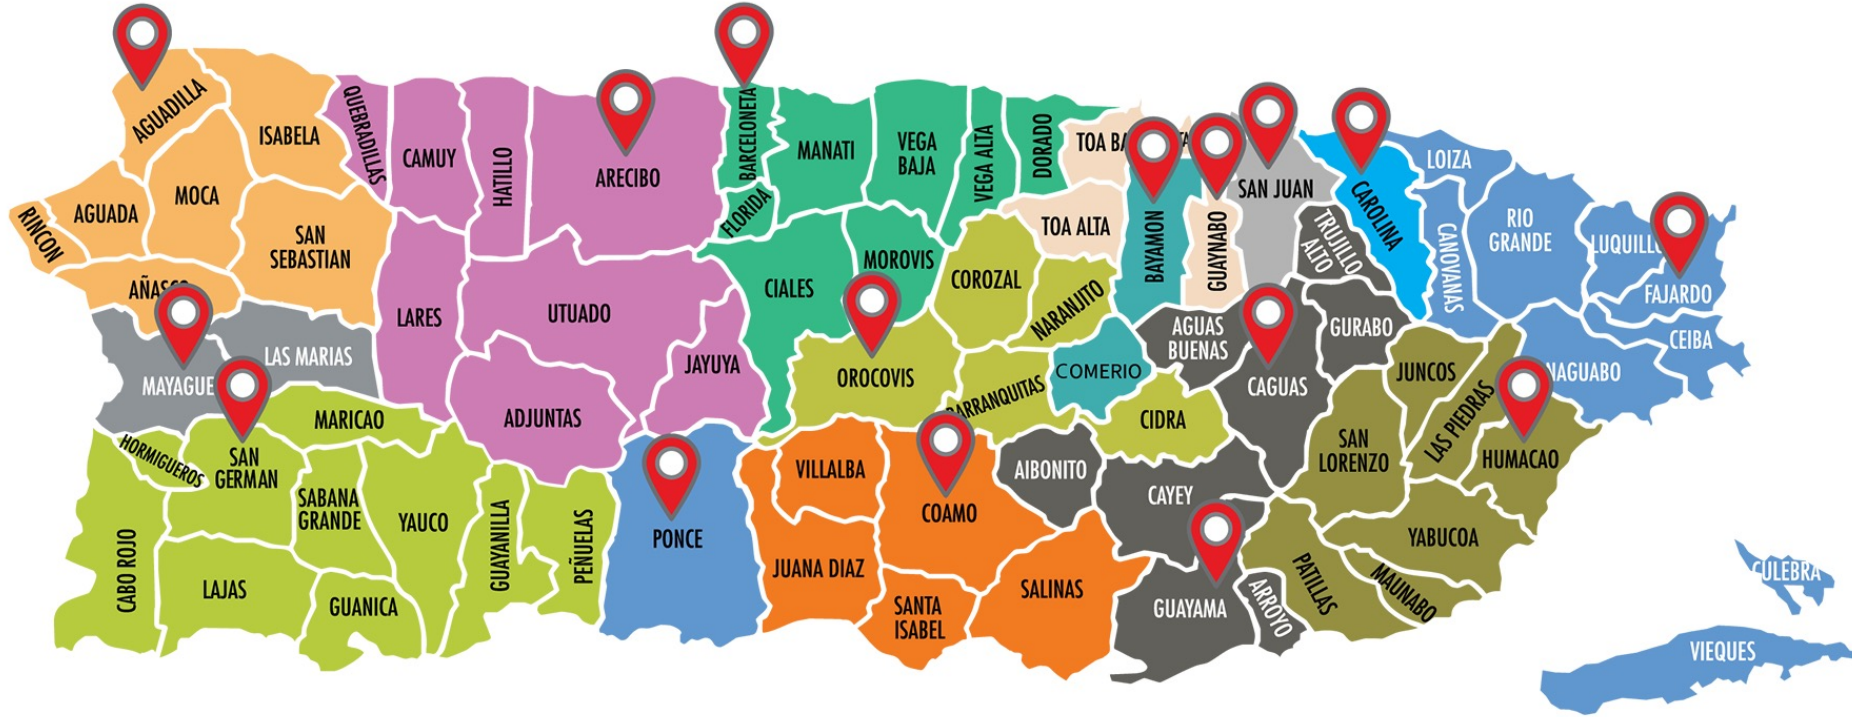 AGUADILLA
ISABELA
QUEBRADILLAS
CAMUY
HATILLO
ARECIBO
BARCELONETA
MANATI
VEGA
BAJA
VEGA ALTA
DORADO
TOA BA
TOA ALTA
BAYAMON
GUAYNABO
SAN JUAN
TRUJILLO
ALTO
CAROLINA
LOIZA
CANOVANAS
RIO
GRANDE
LUQUILLO
FAJARDO
CEIBA
NAGUABO
RINCON
AGUADA
MOCA
SAN
SEBASTIAN
AÑASCO
FLORIDA
CIALES
MOROVIS
COROZAL
NARANJITO
LARES
UTUADO
JAYUYA
ADJUNTAS
OROCOVIS
BARRANQUITAS
COMERIO
AGUAS
BUENAS
CAGUAS
GURABO
CIDRA
JUNCOS
LAS PIEDRAS
HUMACAO
SAN
LORENZO
MAYAGUE
LAS MARIAS
MARICAO
HORMIGUEROS
SAN
GERMAN
SABANA
GRANDE
YAUCO
GUAYANILLA
PEÑUELAS
CABO ROJO
LAJAS
GUANICA
PONCE
VILLALBA
JUANA DIAZ
COAMO
SANTA
ISABEL
SALINAS
AIBONITO
CAYEY
GUAYAMA
ARROYO
PATILLAS
MAUNABO
YABUCOA
CULEBRA
VIEQUES